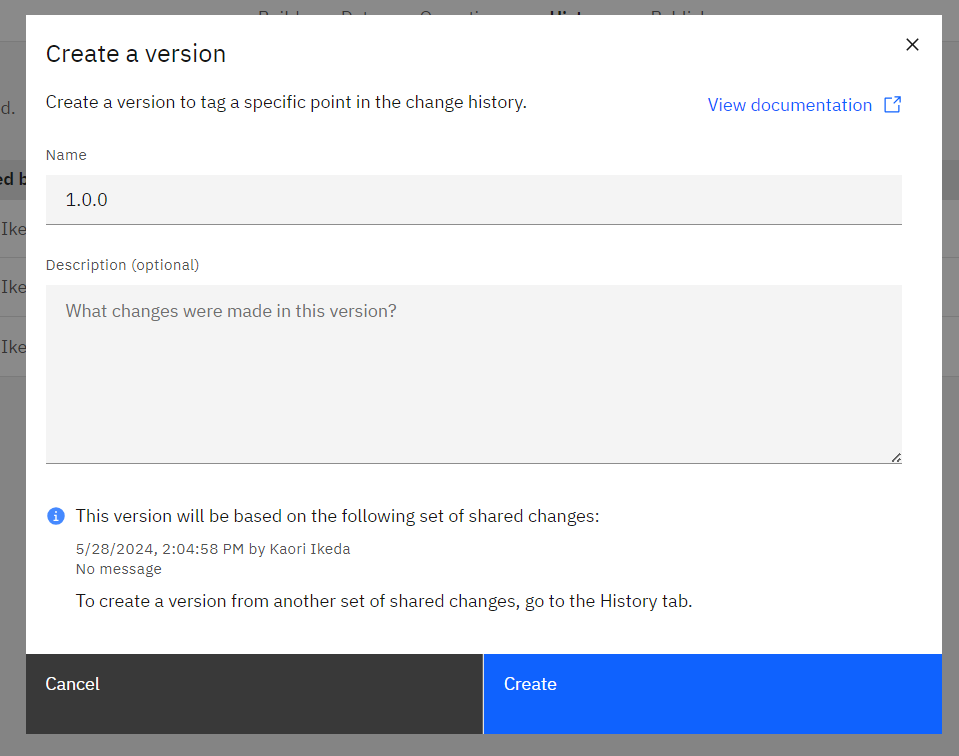 Create a version
Create a version to tag a specific point in the change history.
View documentation
Name
1.0.0
Description (optional)
What changes were made in this version?
This version will be based on the following set of shared changes:
5/28/2024, 2:04:58 PM by Kaori Ikeda
No message
To create a version from another set of shared changes, go to the History tab.
Cancel
Create